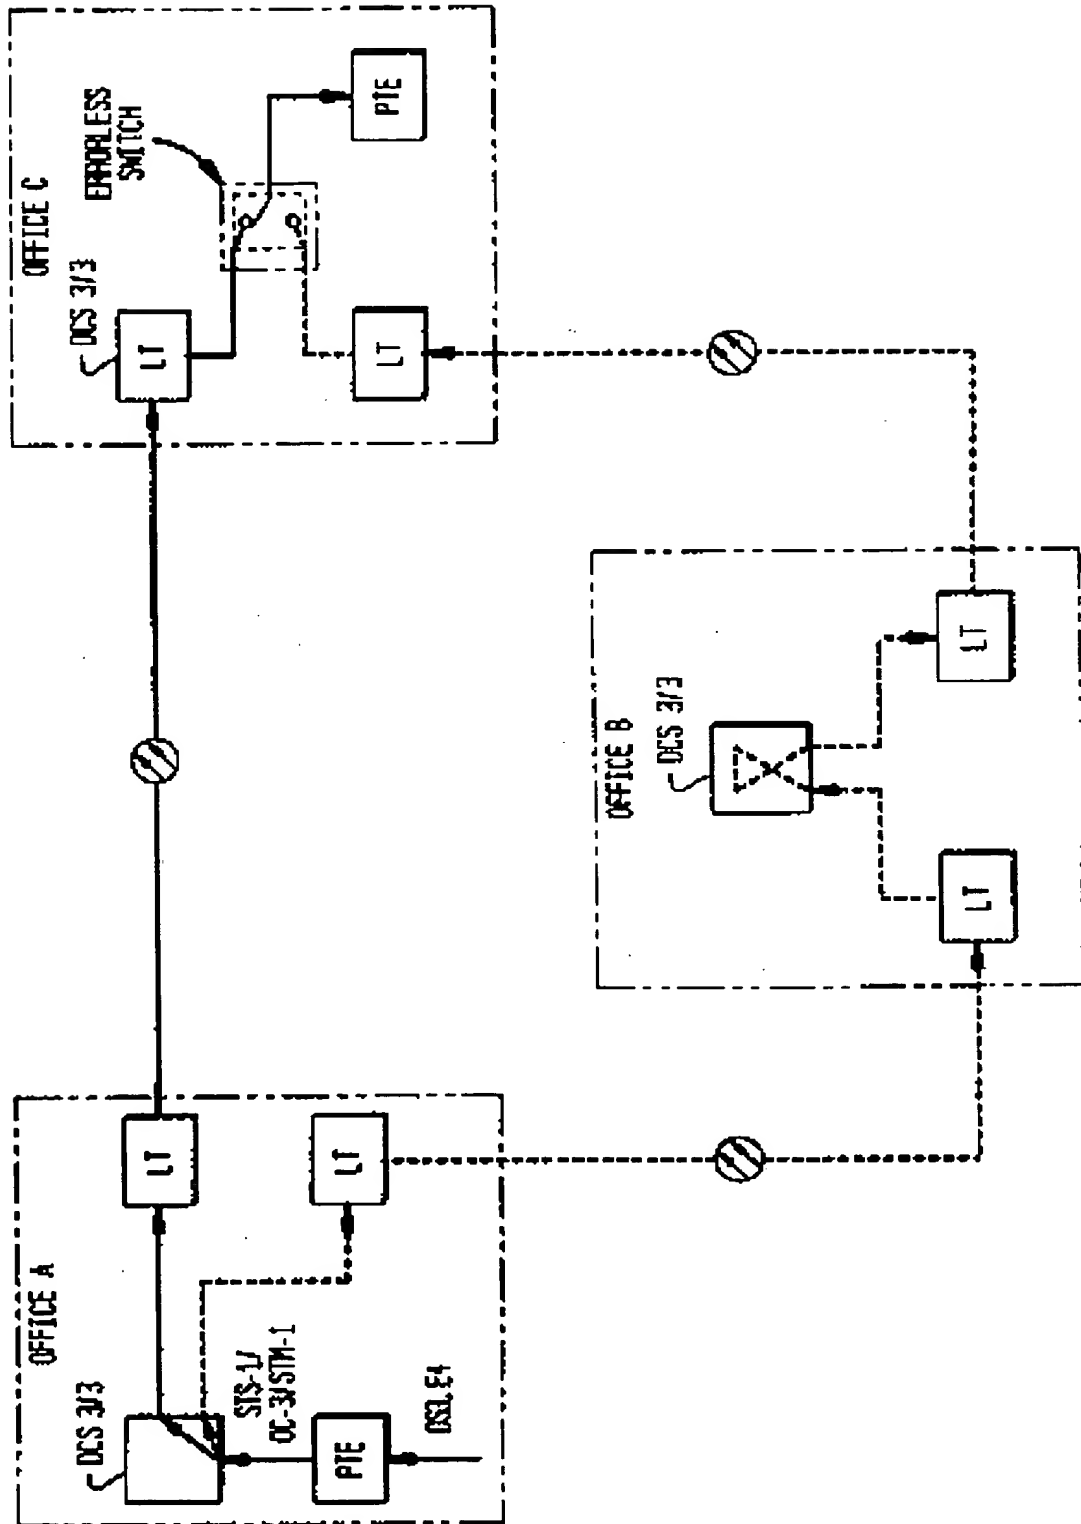 OFFICE A
DCS 3/3
LT
LT
STS-1/
OC-3/STM-1
PTE
DS3, E4
OFFICE B
DCS 3/3
LT
LT
OFFICE C
DCS 3/3
LT
LT
ERRORLESS
SWITCH
PTE